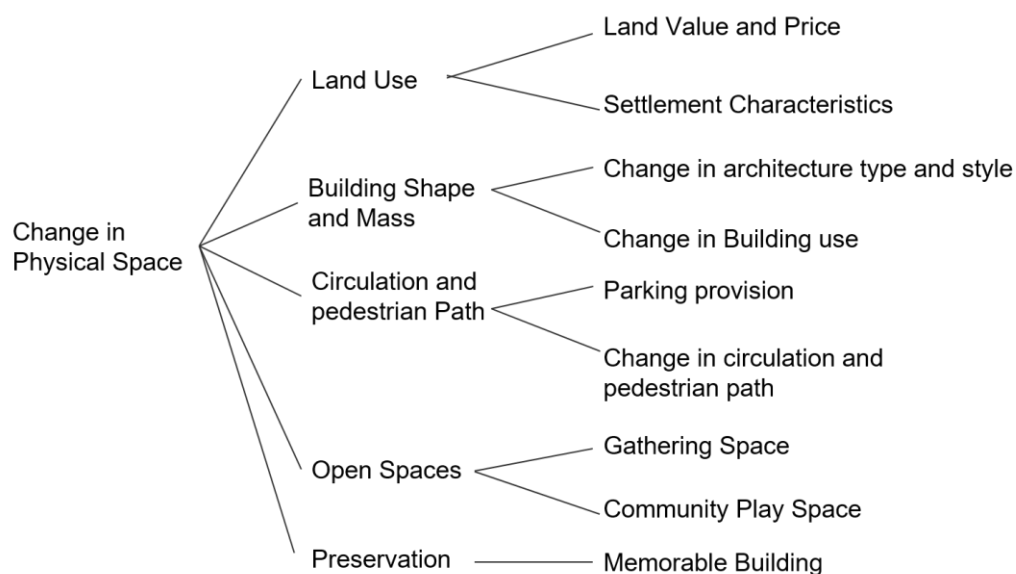 Change in
Physical Space
Land Use
Land Value and Price
Settlement Characteristics
Building Shape
and Mass
Change in architecture type and style
Change in Building use
Circulation and
pedestrian Path
Parking provision
Change in circulation and
pedestrian path
Open Spaces
Gathering Space
Community Play Space
Preservation
Memorable Building